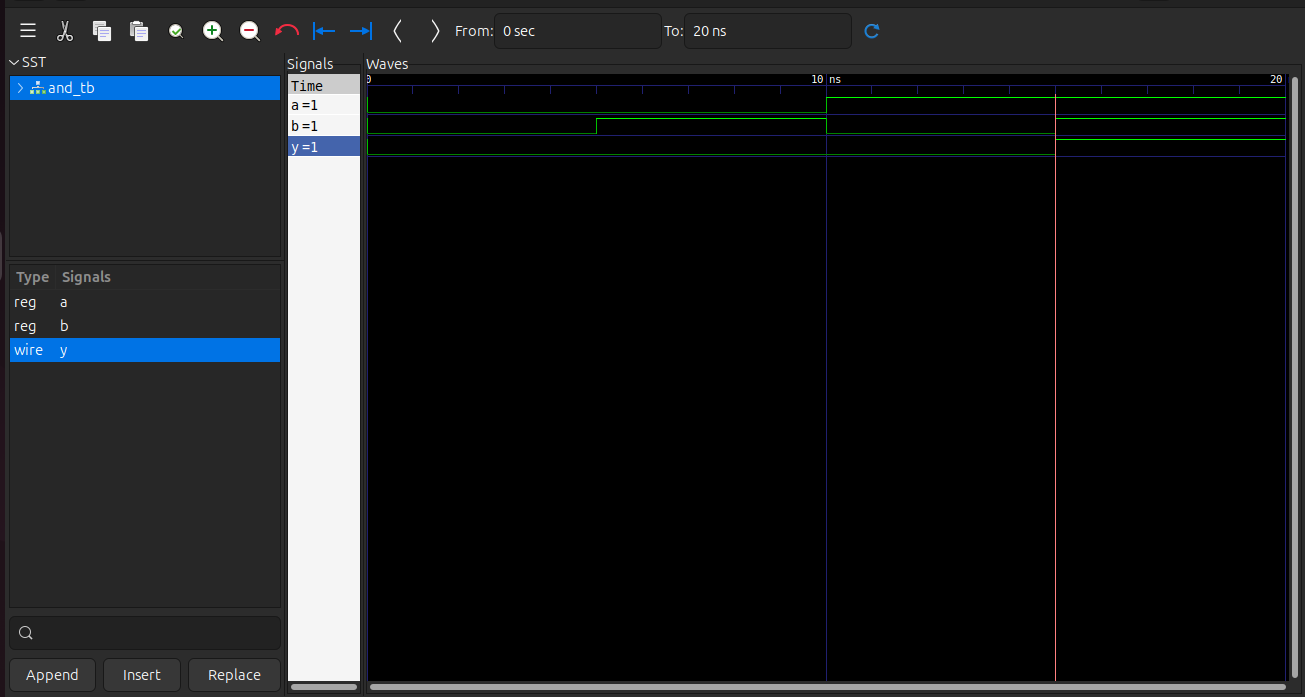 From: 0 sec To: 20 ns
SST
and_tb
Type Signals
reg a
reg b
wire y
Append Insert Replace
Signals
Time
a =1
b =1
y =1
Waves
0 10 ns 20